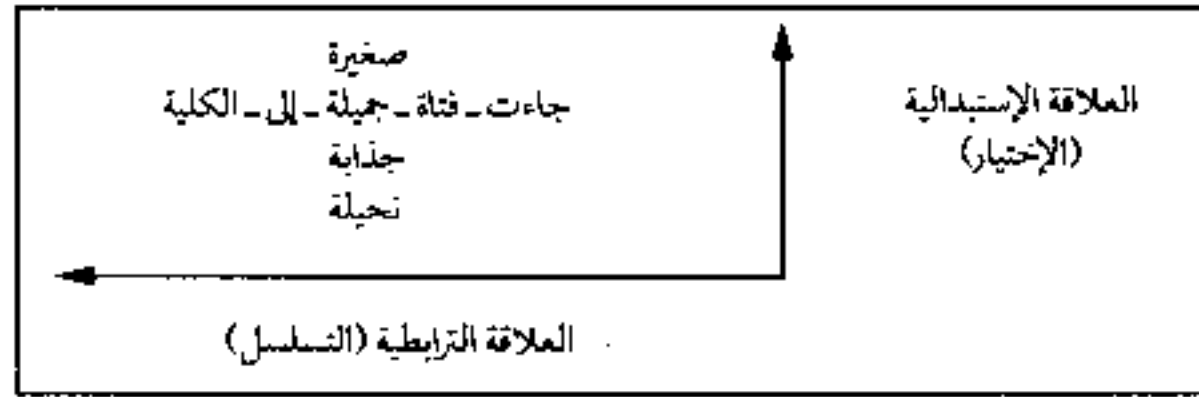 صغيرة
جاءت ـ فتاة ـ جميلة ـ إلى ـ الكلية
جذابة
نحيلة
العلاقة الإستبدالية
(الإختيار)
العلاقة الترابطية (التسلسل)